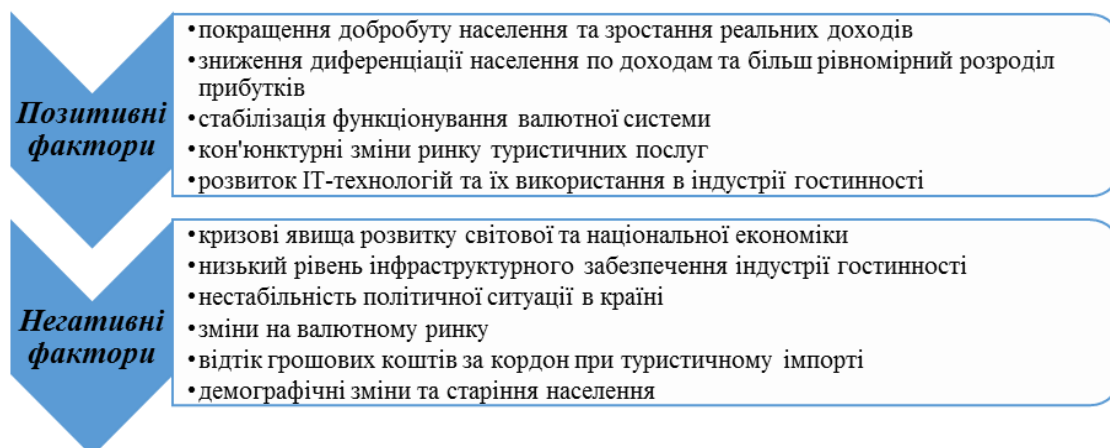 Позитивні
фактори
•покращення добробуту населення та зростання реальних доходів
•зниження диференціації населення по доходам та більш рівномірний розроділ
прибутків
•стабілізація функціонування валютної системи
•кон'юнктурні зміни ринку туристичних послуг
•розвиток ІТ-технологій та їх використання в індустрії гостинності
Негативні
фактори
•кризові явища розвитку світової та національної економіки
•низький рівень інфраструктурного забезпечення індустрії гостинності
•нестабільність політичної ситуації в країні
•зміни на валютному ринку
•відтік грошових коштів за кордон при туристичному імпорті
•демографічні зміни та старіння населення